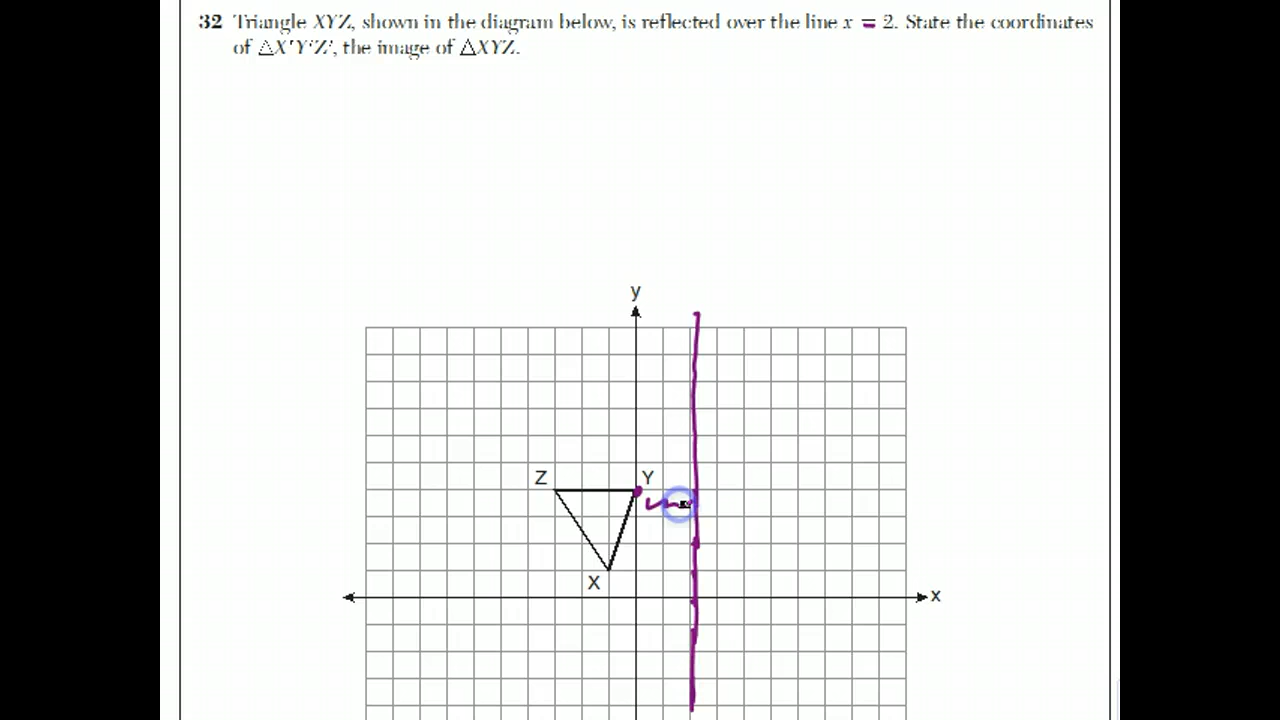 32 Triangle XYZ, shown in the diagram below, is reflected over the line x = 2. State the coordinates
of △X'Y'Z', the image of △XYZ.
y
Z Y
X
x